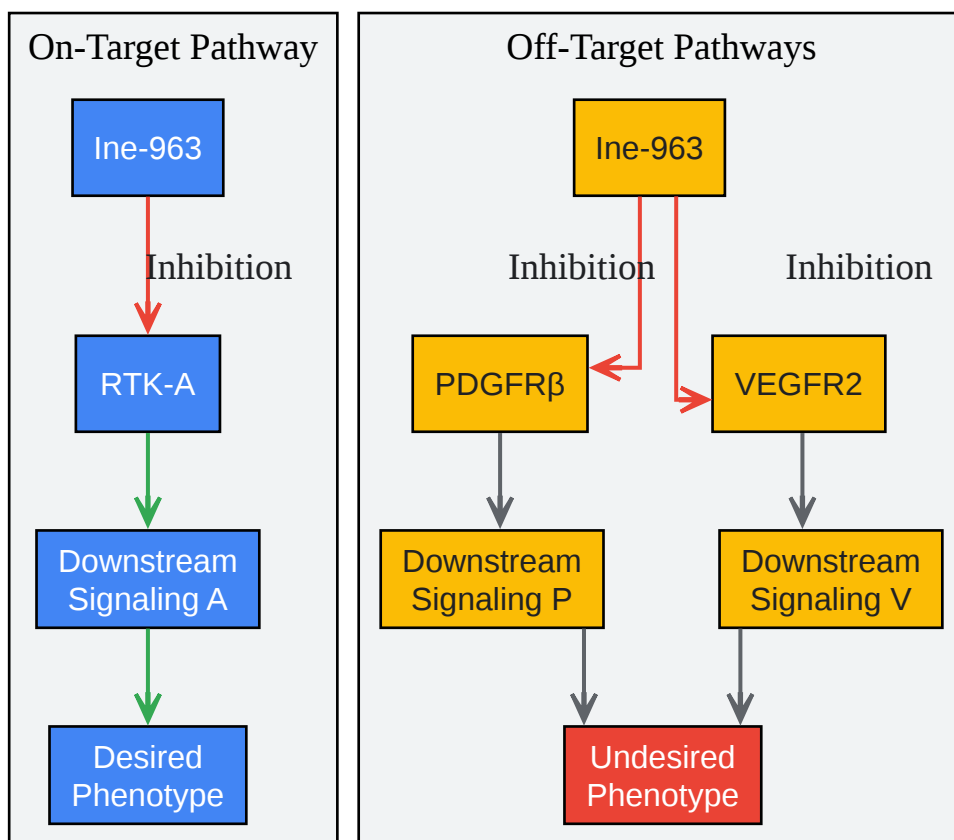 On-Target Pathway
Ine-963
Inhibition
RTK-A
Downstream
Signaling A
Desired
Phenotype
Off-Target Pathways
Ine-963
Inhibition
Inhibition
PDGFRβ
VEGFR2
Downstream
Signaling P
Downstream
Signaling V
Undesired
Phenotype